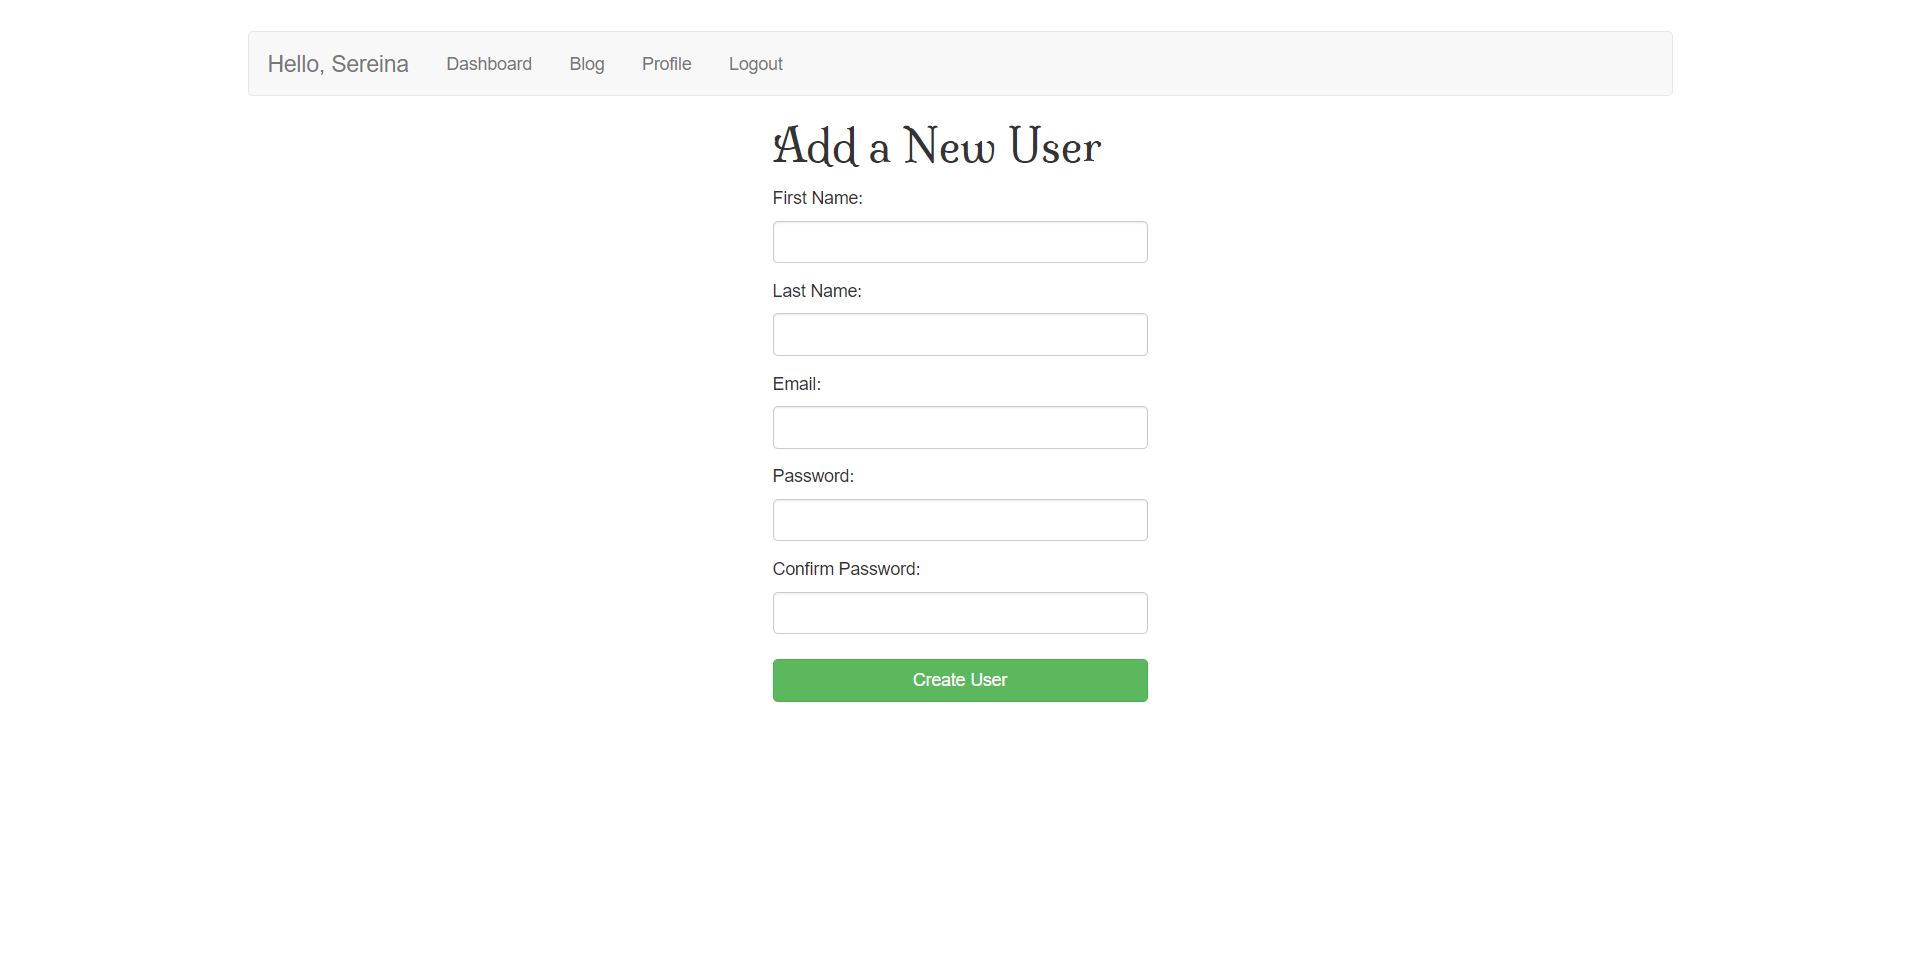 Hello, Sereina Dashboard Blog Profile Logout
Add a New User
First Name:
Last Name:
Email:
Password:
Confirm Password:
Create User